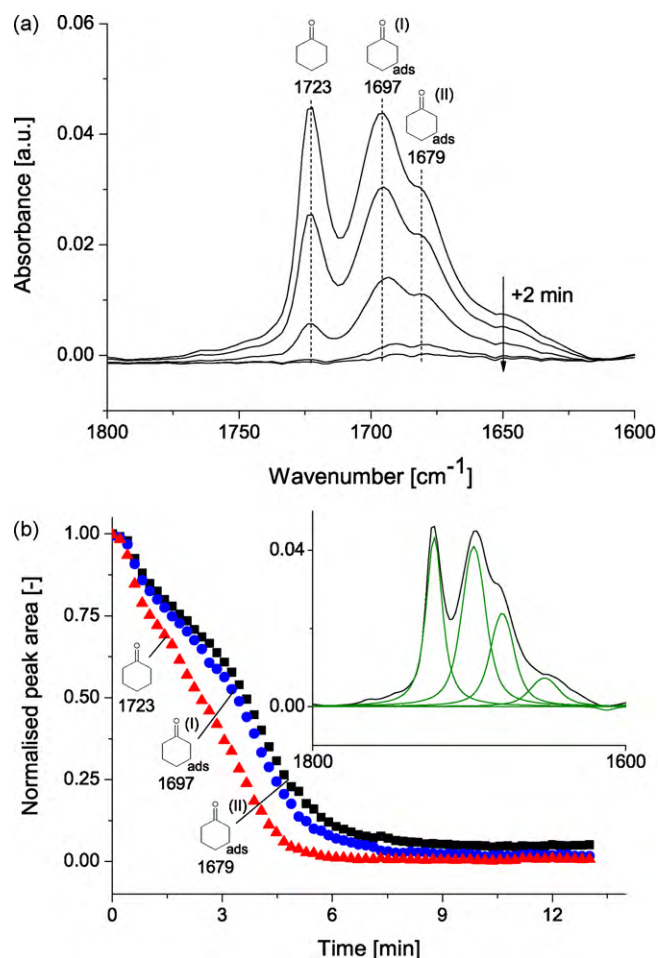 (a)
O
O
(I)
ads
O
(II)
ads
1723
1697
1679
0.06
0.04
0.02
0.00
+2 min
Absorbance [a.u.]
1800
1750
1700
1650
1600
Wavenumber [cm⁻¹]
(b)
1.00
0.75
0.50
0.25
0.00
Normalised peak area [-]
O
1723
O
(I)
ads
1697
O
(II)
ads
1679
0.04
0.00
1800
1600
0
3
6
9
12
Time [min]